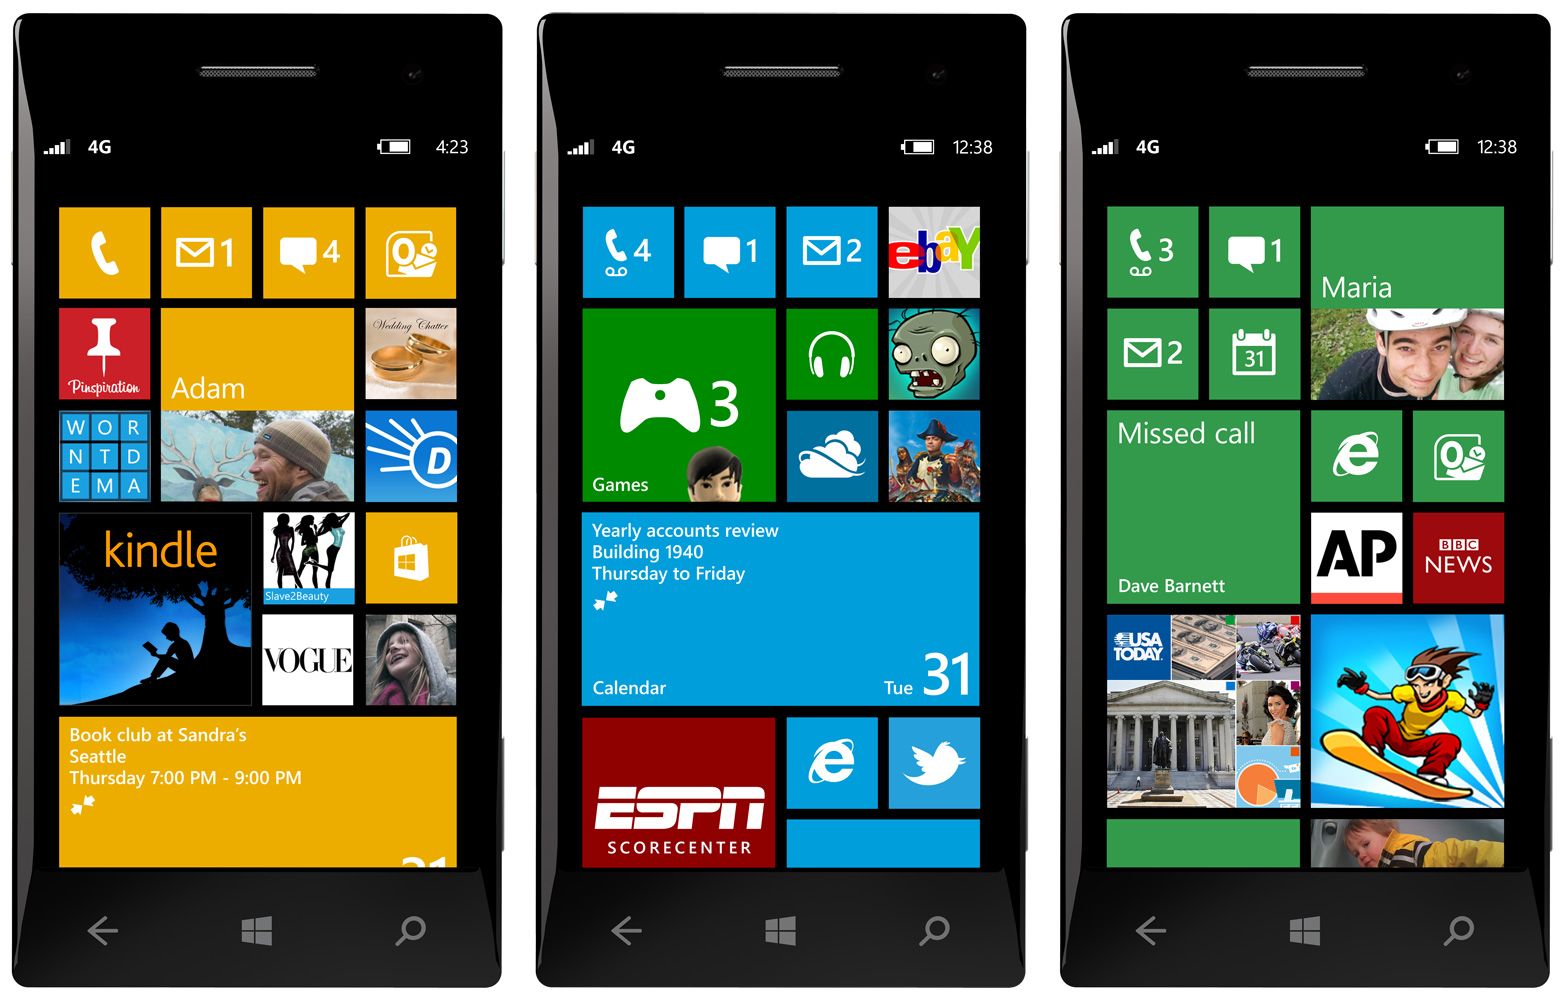 4G 4:23
1 4
O
Pinspiration
Adam
Wedding Chatter
W O R
N T D
E M A
D
kindle
Slave2Beauty
VOGUE
Book club at Sandra's
Seattle
Thursday 7:00 PM - 9:00 PM
31
4G 12:38
4 1 2 ebay
3
Games
Yearly accounts review
Building 1940
Thursday to Friday
Calendar Tue 31
ESPN
SCORECENTER
4G 12:38
3 1
Maria
2 31
Missed call
O
Dave Barnett
AP
BBC
NEWS
USA
TODAY